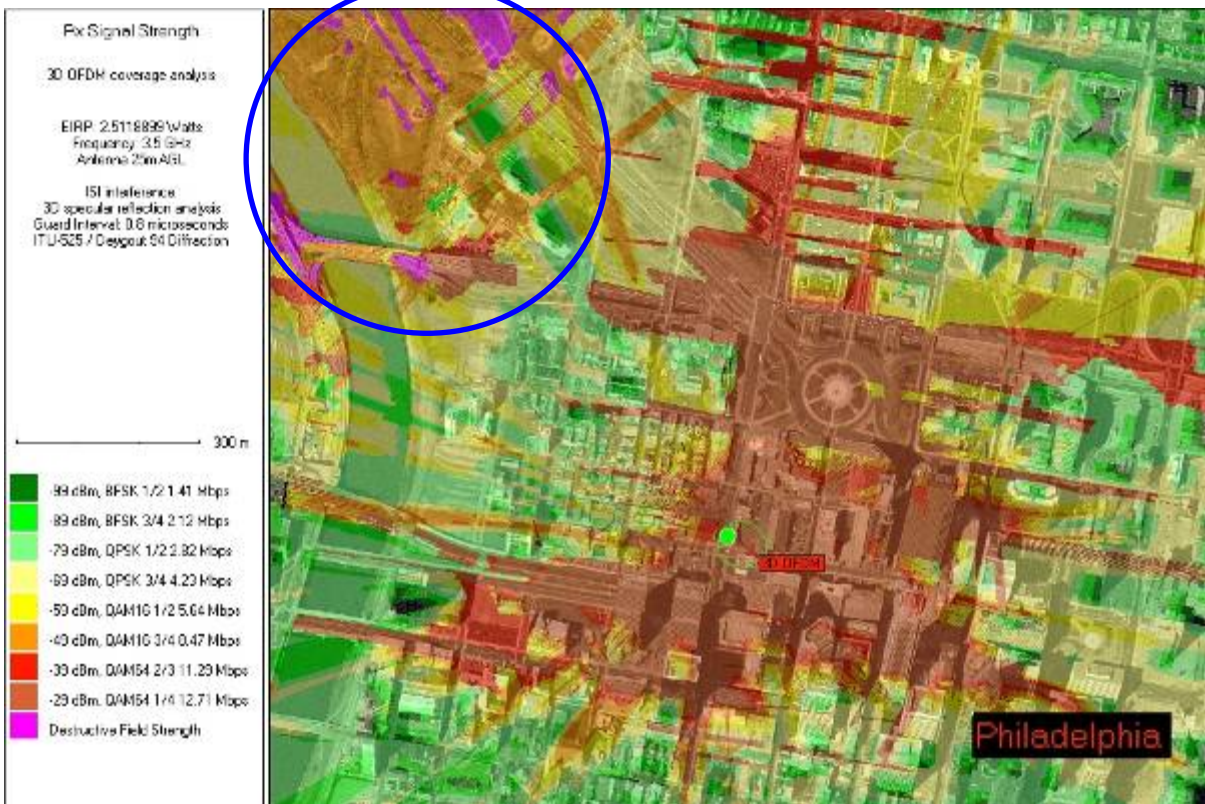 Rx Signal Strength
3D OFDM coverage analysis
EIRP: 2.5118899 Watts
Frequency: 3.5 GHz
Antenna 25m AGL
ISI interference
3D specular reflection analysis
Guard Interval: 0.8 microseconds
ITU-525 / Deygout 94 Diffraction
300 m
-99 dBm, BPSK 1/2 1.41 Mbps
-89 dBm, BPSK 3/4 2.12 Mbps
-79 dBm, QPSK 1/2 2.82 Mbps
-69 dBm, QPSK 3/4 4.23 Mbps
-59 dBm, QAM16 1/2 5.64 Mbps
-49 dBm, QAM16 3/4 8.47 Mbps
-39 dBm, QAM64 2/3 11.29 Mbps
-29 dBm, QAM64 1/4 12.71 Mbps
Destructive Field Strength
3D OFDM
Philadelphia